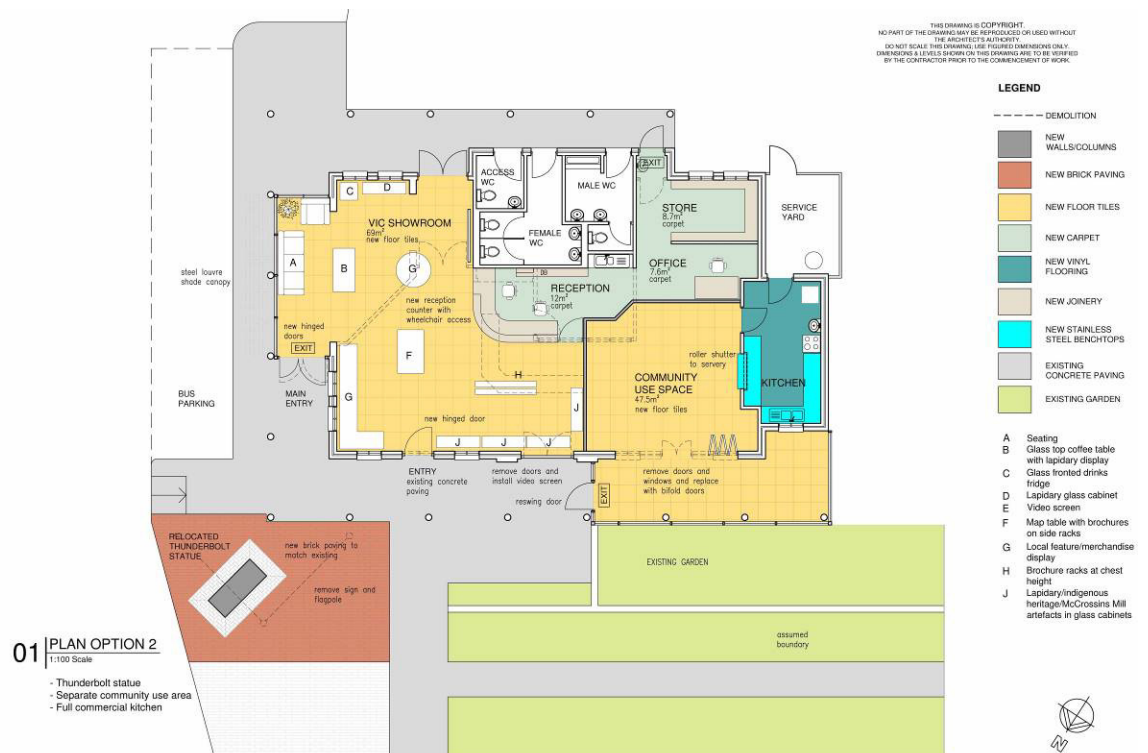 THIS DRAWING IS COPYRIGHT.
NO PART OF THE DRAWING MAY BE REPRODUCED OR USED WITHOUT
THE ARCHITECT'S AUTHORITY.
DO NOT SCALE THIS DRAWING; USE FIGURED DIMENSIONS ONLY.
DIMENSIONS & LEVELS SHOWN ON THIS DRAWING ARE TO BE VERIFIED
BY THE CONTRACTOR PRIOR TO THE COMMENCEMENT OF WORK.
LEGEND
DEMOLITION
NEW
WALLS/COLUMNS
NEW BRICK PAVING
NEW FLOOR TILES
NEW CARPET
NEW VINYL
FLOORING
NEW JOINERY
NEW STAINLESS
STEEL BENCHTOPS
EXISTING
CONCRETE PAVING
EXISTING GARDEN
A Seating
B Glass top coffee table
with lapidary display
C Glass fronted drinks
fridge
D Lapidary glass cabinet
E Video screen
F Map table with brochures
on side racks
G Local feature/merchandise
display
H Brochure racks at chest
height
J Lapidary/indigenous
heritage/McCrossins Mill
artefacts in glass cabinets
ACCESS
WC
MALE WC
FEMALE
WC
EXIT
STORE
8.7m²
carpet
SERVICE
YARD
C
D
VIC SHOWROOM
69m²
new floor tiles
A
B
G
steel louvre
shade canopy
OFFICE
7.6m²
carpet
DB
RECEPTION
12m²
carpet
new reception
counter with
wheelchair access
new hinged
doors
EXIT
F
G
H
J
roller shutter
to servery
KITCHEN
COMMUNITY
USE SPACE
47.5m²
new floor tiles
BUS
PARKING
MAIN
ENTRY
new hinged door
J
J
J
ENTRY
existing concrete
paving
remove doors and
install video screen
reswing door
EXIT
remove doors and
windows and replace
with bifold doors
RELOCATED
THUNDERBOLT
STATUE
new brick paving to
match existing
remove sign and
flagpole
EXISTING GARDEN
assumed
boundary
01 PLAN OPTION 2
1:100 Scale
- Thunderbolt statue
- Separate community use area
- Full commercial kitchen
N